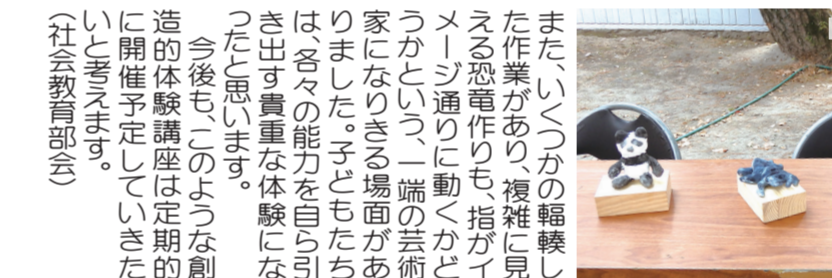 また、いくつかの輻輳し
た作業があり、複雑に見
える恐竜作りも、指がイ
メージ通りに動くかど
うかという、一端の芸術
家になりきる場面があ
りました。子どもたち
は、各々の能力を自ら引
き出す貴重な体験にな
ったと思います。
今後も、このような創
造的体験講座は定期的
に開催予定していきた
いと考えます。
（社会教育部会）